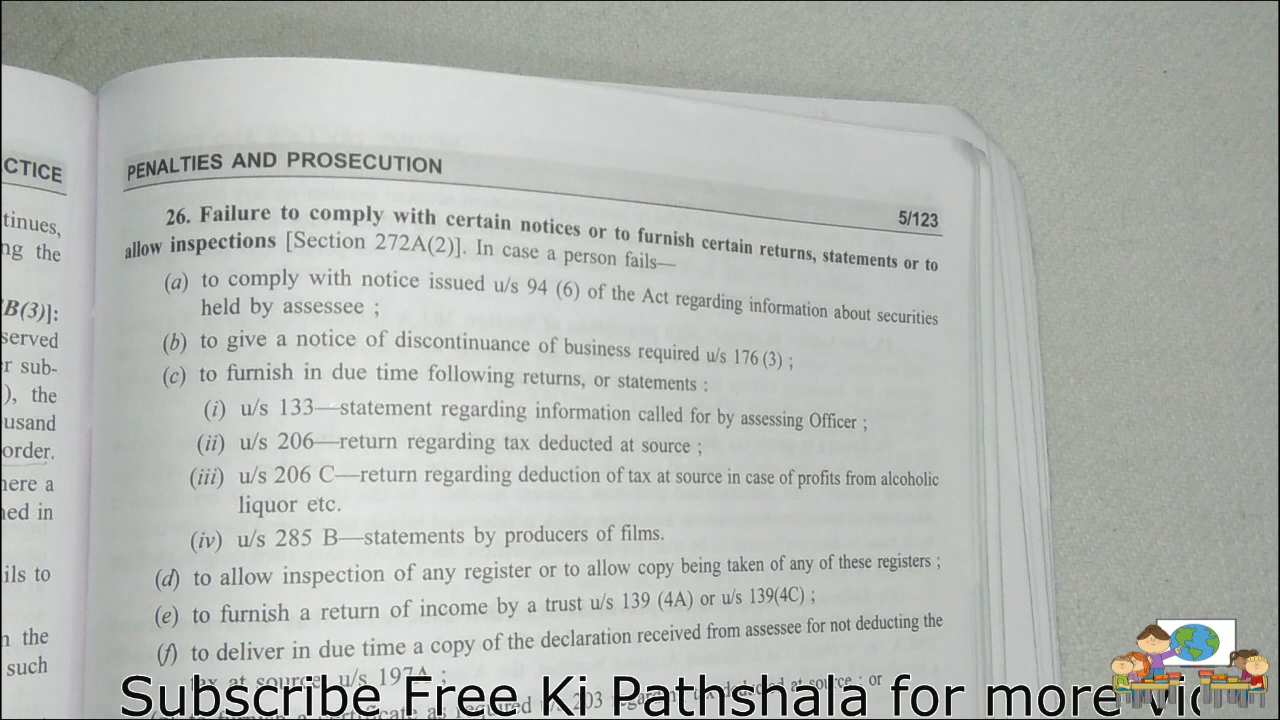 CTICE
tinues,
ng the
B(3)]:
served
r sub-
), the
usand
order.
here a
ned in
ils to
n the
such
PENALTIES AND PROSECUTION
5/123
26. Failure to comply with certain notices or to furnish certain returns, statements or to
allow inspections [Section 272A(2)]. In case a person fails—
(a) to comply with notice issued u/s 94 (6) of the Act regarding information about securities
held by assessee ;
(b) to give a notice of discontinuance of business required u/s 176 (3) ;
(c) to furnish in due time following returns, or statements :
(i) u/s 133—statement regarding information called for by assessing Officer ;
(ii) u/s 206—return regarding tax deducted at source ;
(iii) u/s 206 C—return regarding deduction of tax at source in case of profits from alcoholic
liquor etc.
(iv) u/s 285 B—statements by producers of films.
(d) to allow inspection of any register or to allow copy being taken of any of these registers ;
(e) to furnish a return of income by a trust u/s 139 (4A) or u/s 139(4C) ;
(f) to deliver in due time a copy of the declaration received from assessee for not deducting the
tax at source u/s 197A ;
required 203 at source ; or
Subscribe Free Ki Pathshala for more